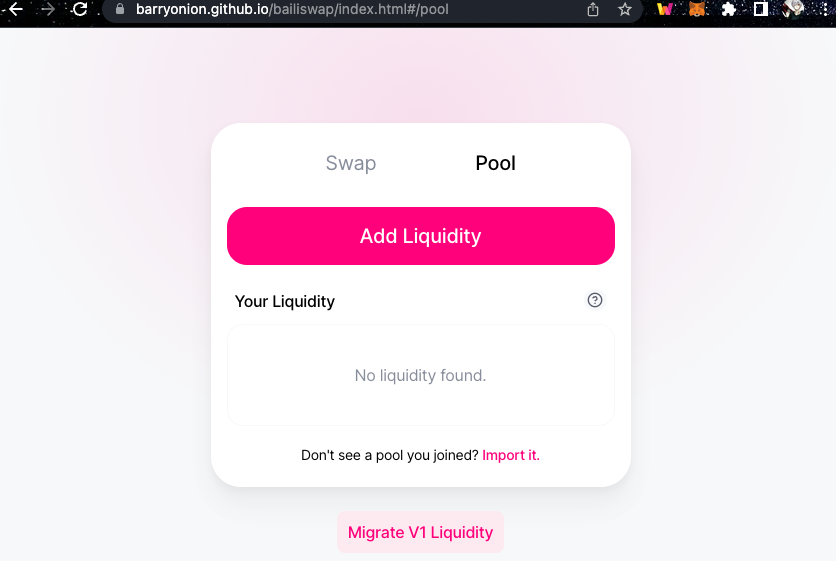 barryonion.github.io/bailiswap/index.html#/pool
Swap Pool
Add Liquidity
Your Liquidity
No liquidity found.
Don't see a pool you joined? Import it.
Migrate V1 Liquidity